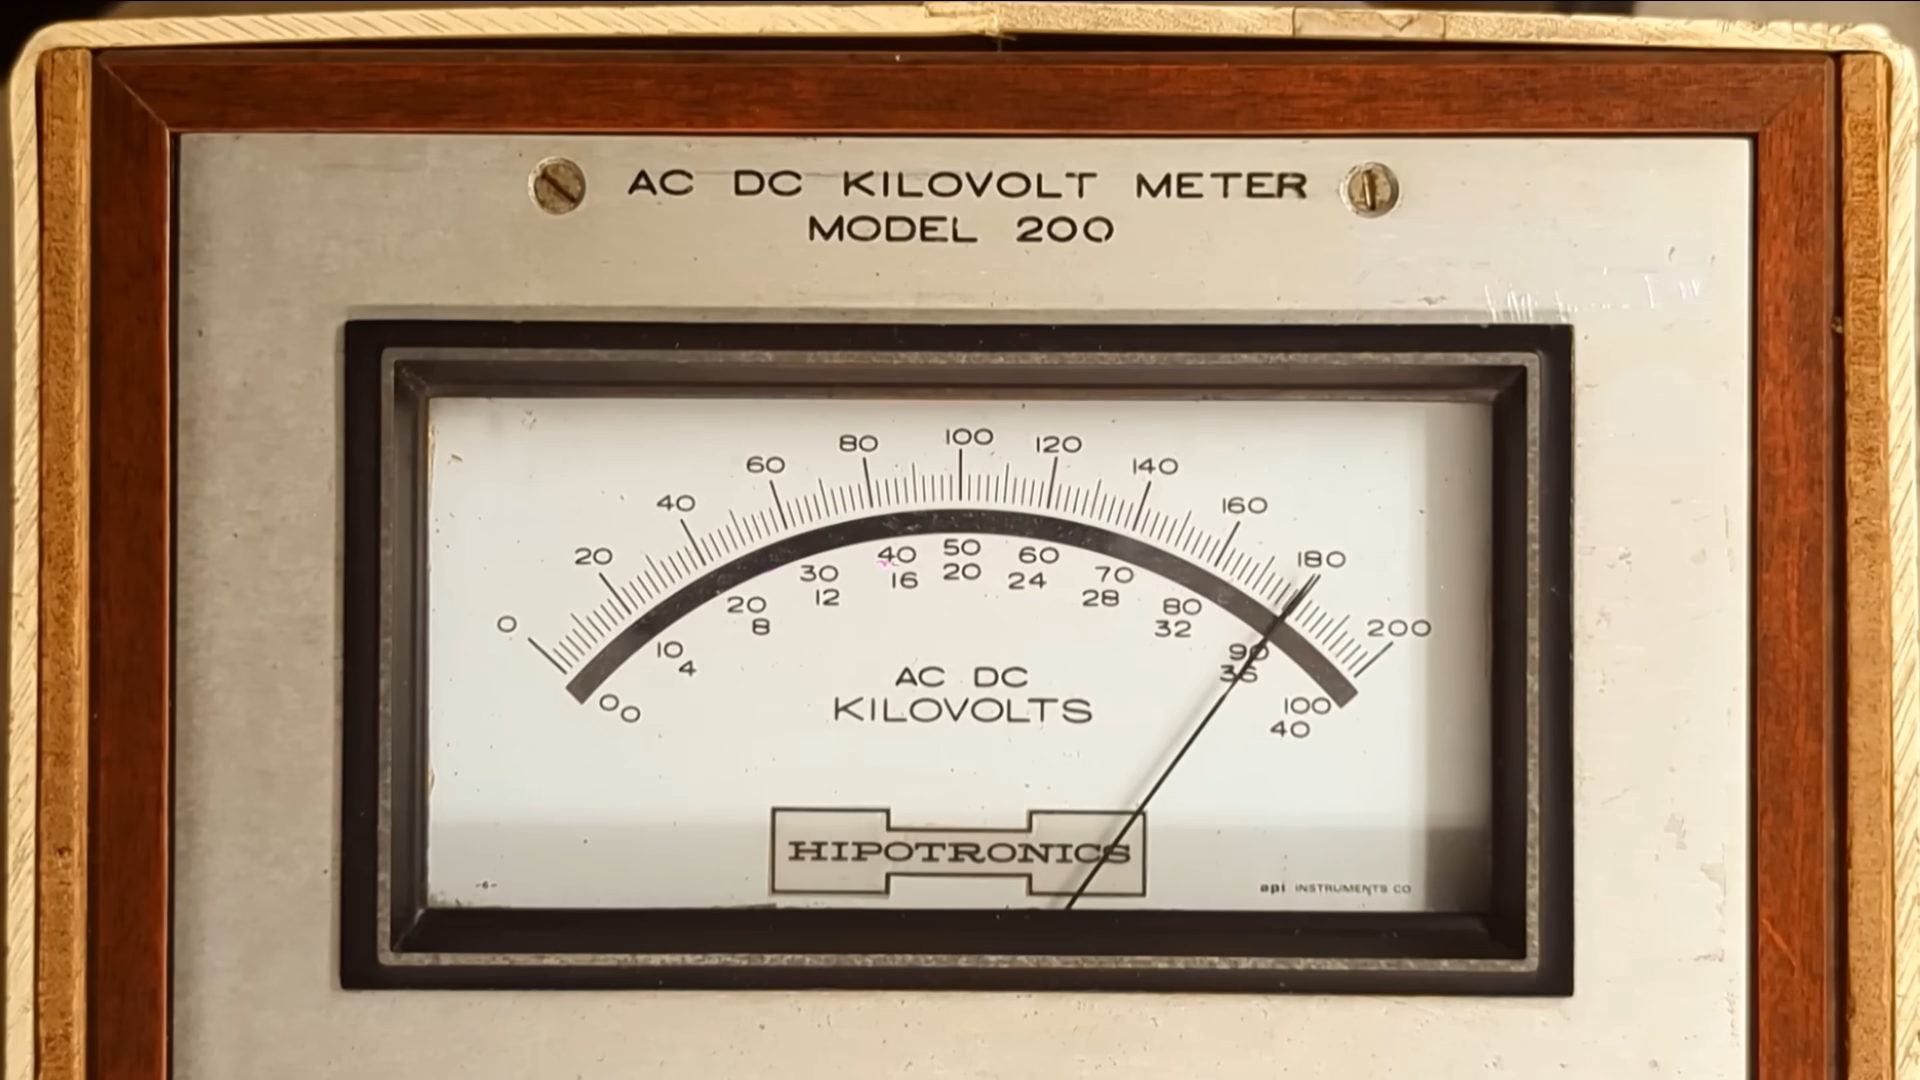 AC DC KILOVOLT METER
MODEL 200
0 20 40 60 80 100 120 140 160 180 200
0 10 20 30 40 50 60 70 80 90 100
0 4 8 12 16 20 24 28 32 36 40
AC DC
KILOVOLTS
HIPOTRONICS
-6-
api INSTRUMENTS CO